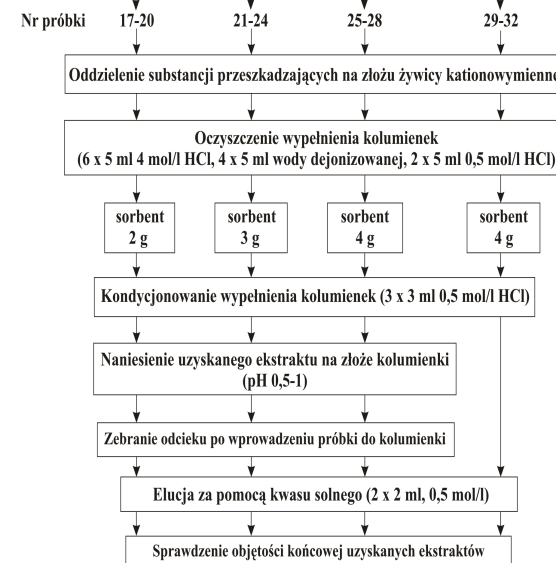 Nr próbki 17-20 21-24 25-28 29-32
Oddzielenie substancji przeszkadzających na złożu żywicy
Oczyszczenie wypełnienia kolumienek
(6 x 5 ml 4 mol/l HCl, 4 x 5 ml wody dejonizowanej, 2 x 5 ml 0,5 mol/l HCl)
sorbent sorbent sorbent sorbent
2 g 3 g 4 g 4 g
Kondycjonowanie wypełnienia kolumienek (3 x 3 ml 0,5 mol/l HCl)
Naniesienie uzyskanego ekstraktu na złoże kolumienki
(pH 0,5-1)
Zebranie odcieku po wprowadzeniu próbki do kolumienki
Elucja za pomocą kwasu solnego (2 x 2 ml, 0,5 mol/l)
Sprawdzenie objętości końcowej uzyskanych ekstraktów